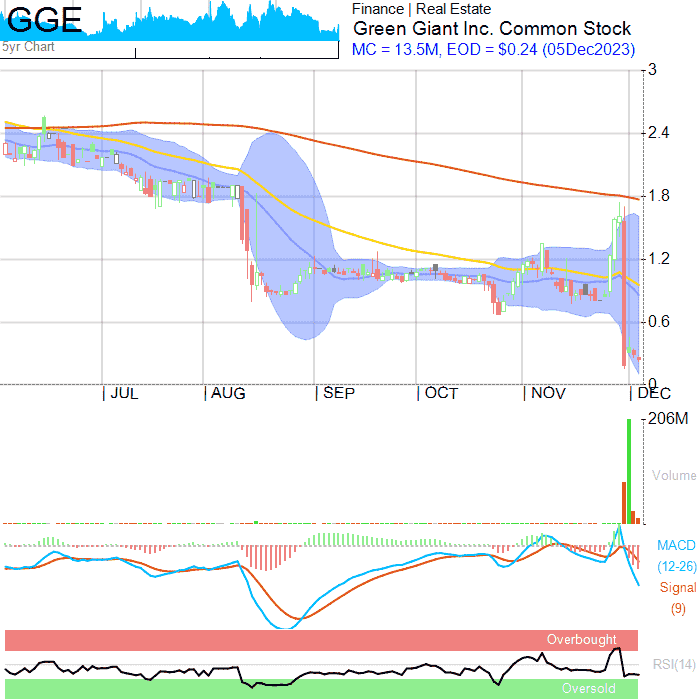 GGE
Finance | Real Estate
Green Giant Inc. Common Stock
5yr Chart
MC = 13.5M, EOD = $0.24 (05Dec2023)
3
2.4
1.8
1.2
0.6
0
| JUL | AUG | SEP | OCT | NOV | DEC
206M
Volume
MACD
(12-26)
Signal
(9)
Overbought
RSI(14)
Oversold